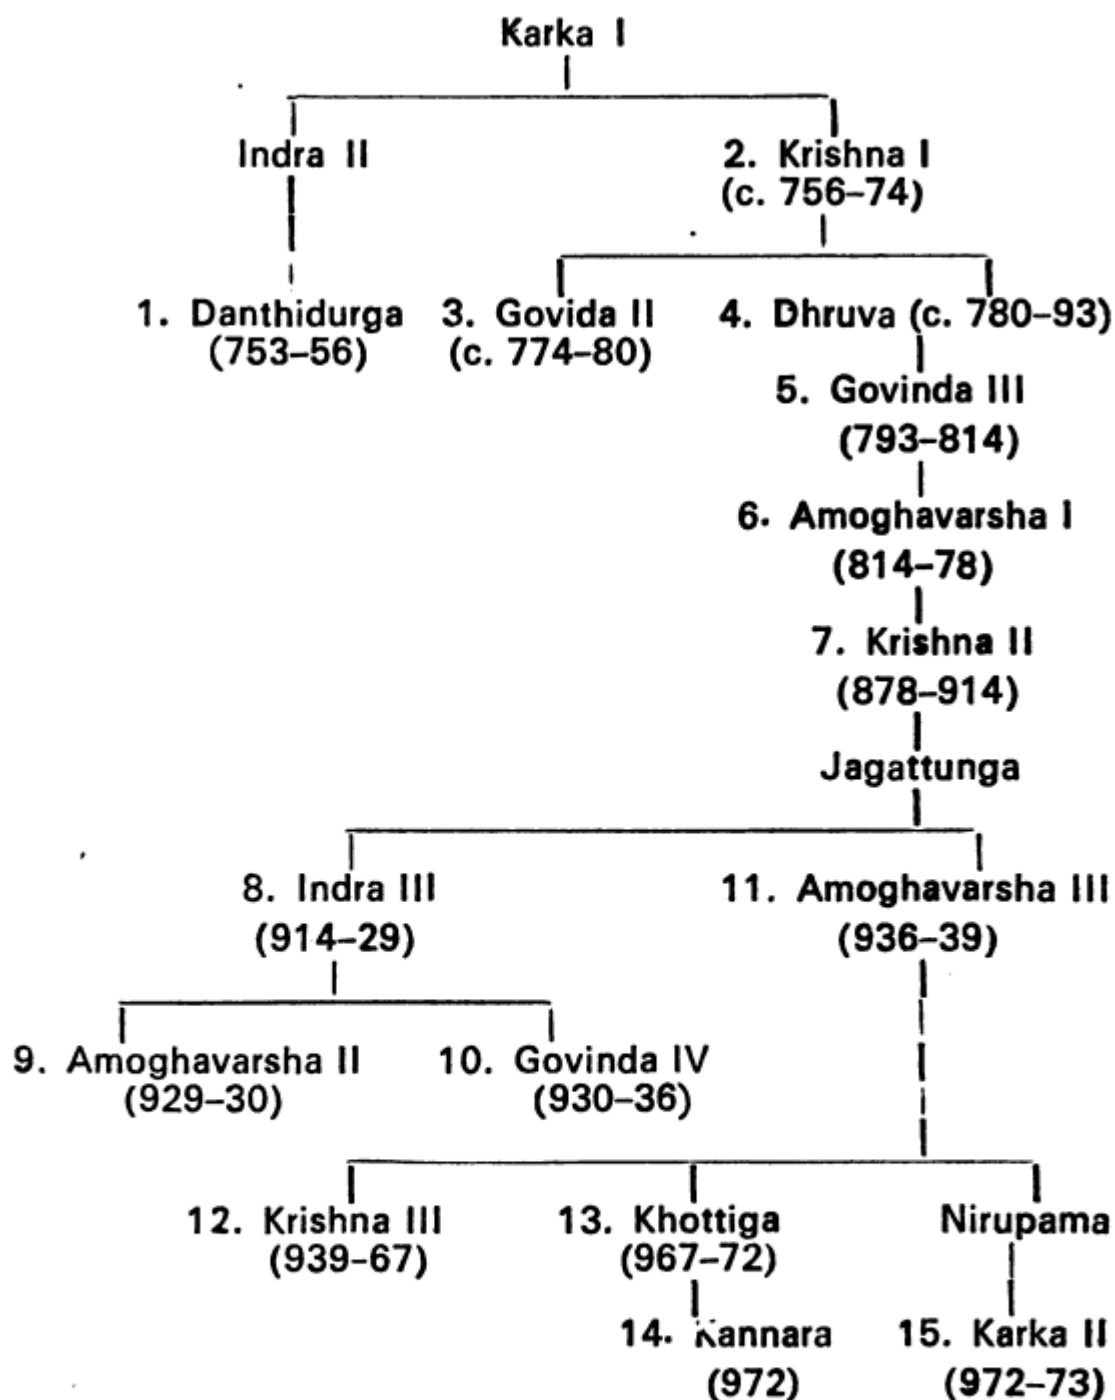 Karka I
Indra II 2. Krishna I
(c. 756–74)
1. Danthidurga 3. Govida II 4. Dhruva (c. 780–93)
(753–56) (c. 774–80)
5. Govinda III
(793–814)
6. Amoghavarsha I
(814–78)
7. Krishna II
(878–914)
Jagattunga
8. Indra III 11. Amoghavarsha III
(914–29) (936–39)
9. Amoghavarsha II 10. Govinda IV
(929–30) (930–36)
12. Krishna III 13. Khottiga Nirupama
(939–67) (967–72)
14. Kannara 15. Karka II
(972) (972–73)